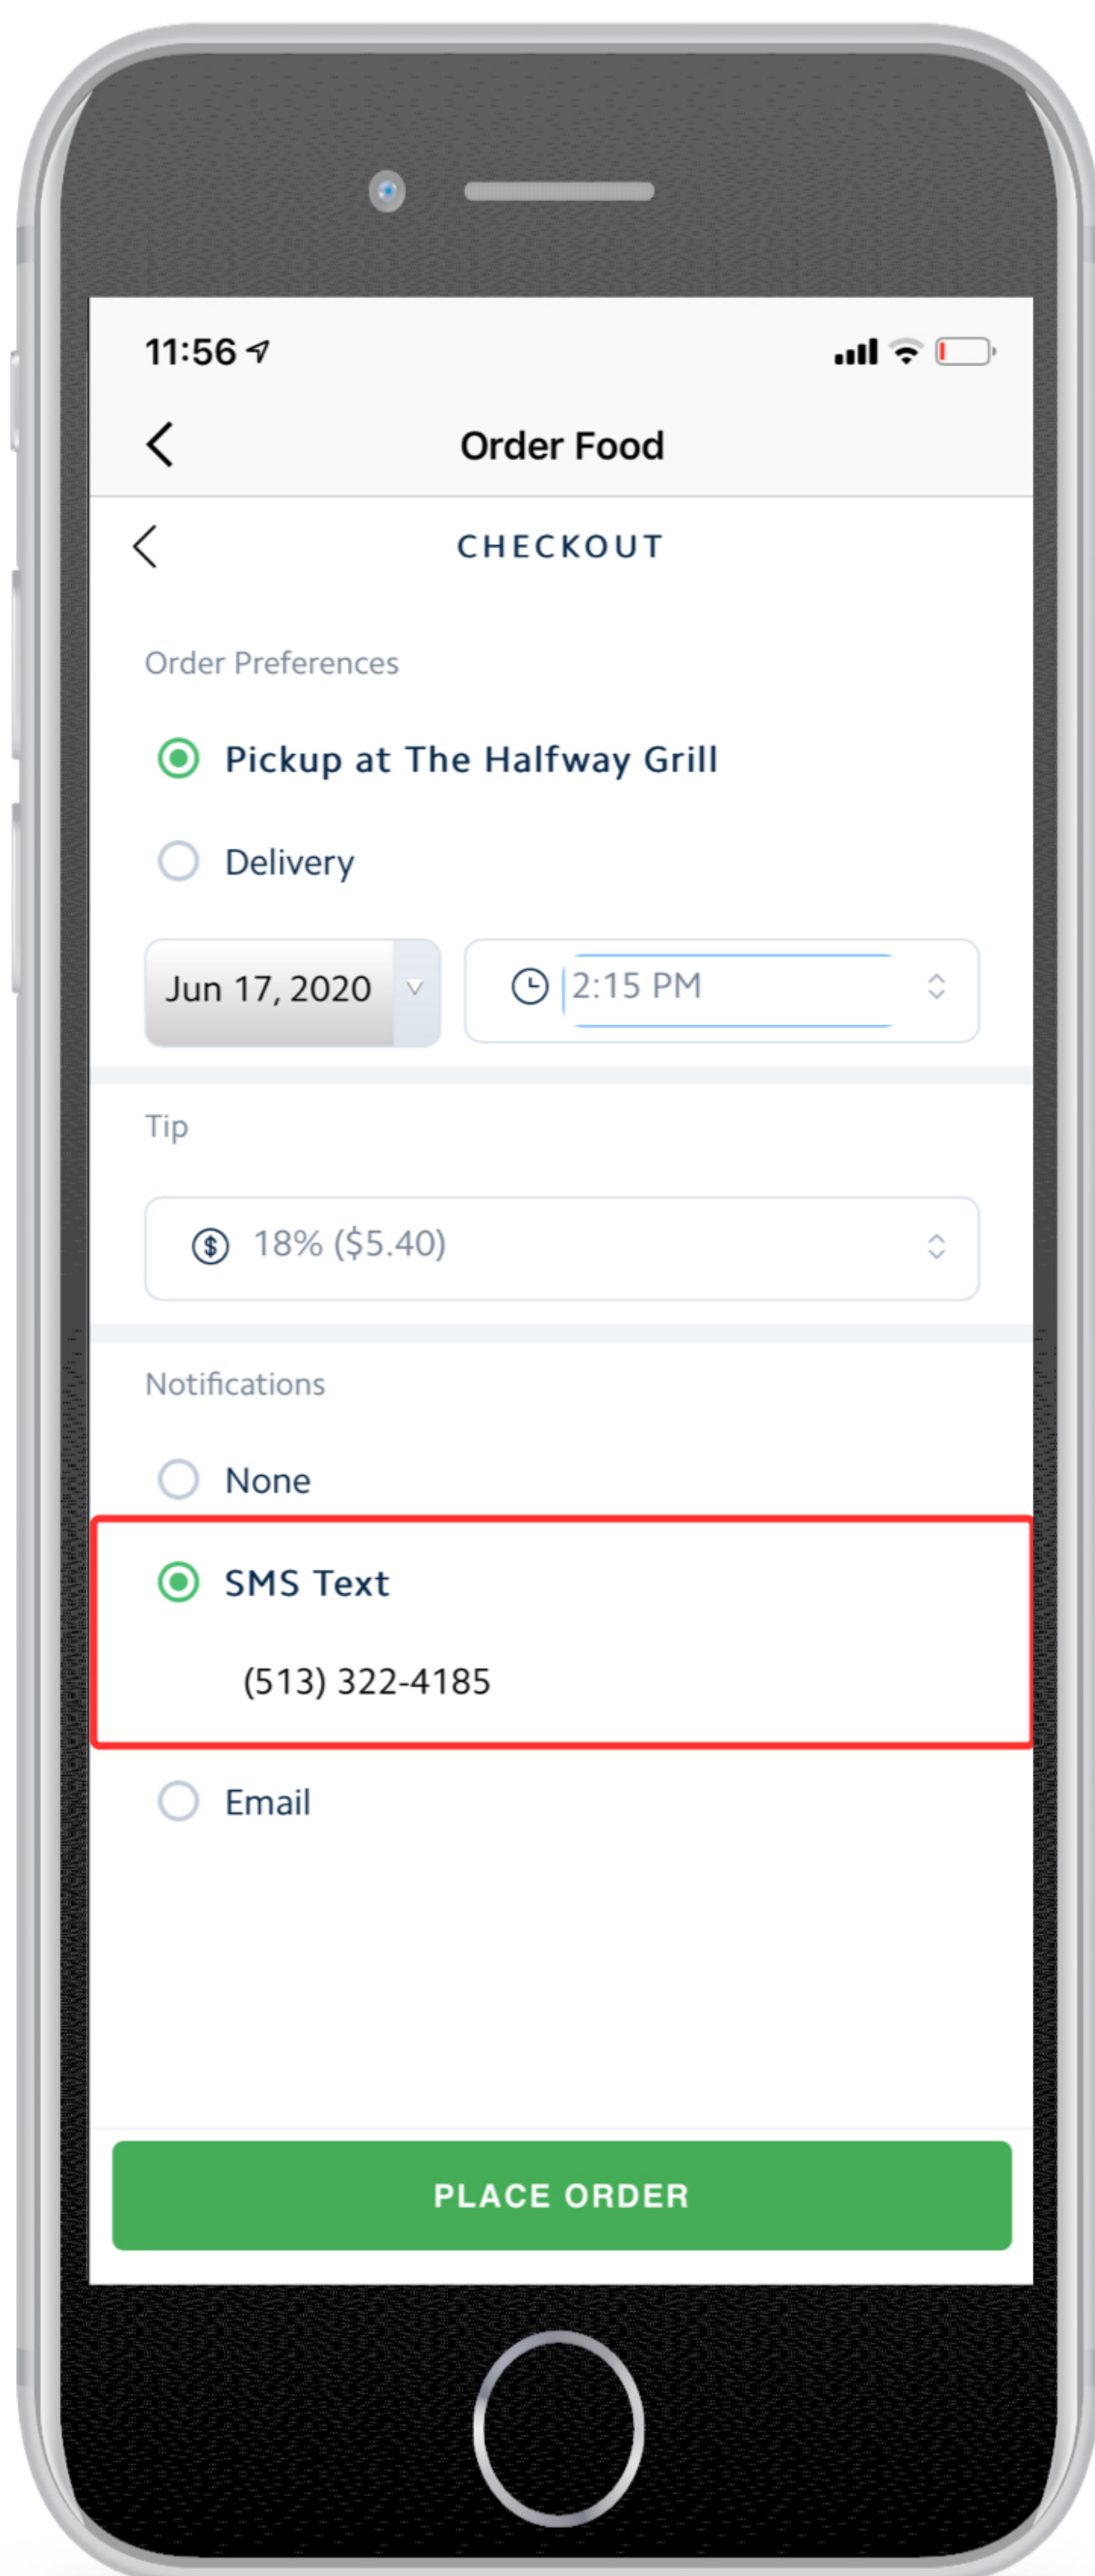 11:56
Order Food
CHECKOUT
Order Preferences
Pickup at The Halfway Grill
Delivery
Jun 17, 2020
2:15 PM
Tip
$ 18% ($5.40)
Notifications
None
SMS Text
(513) 322-4185
Email
PLACE ORDER